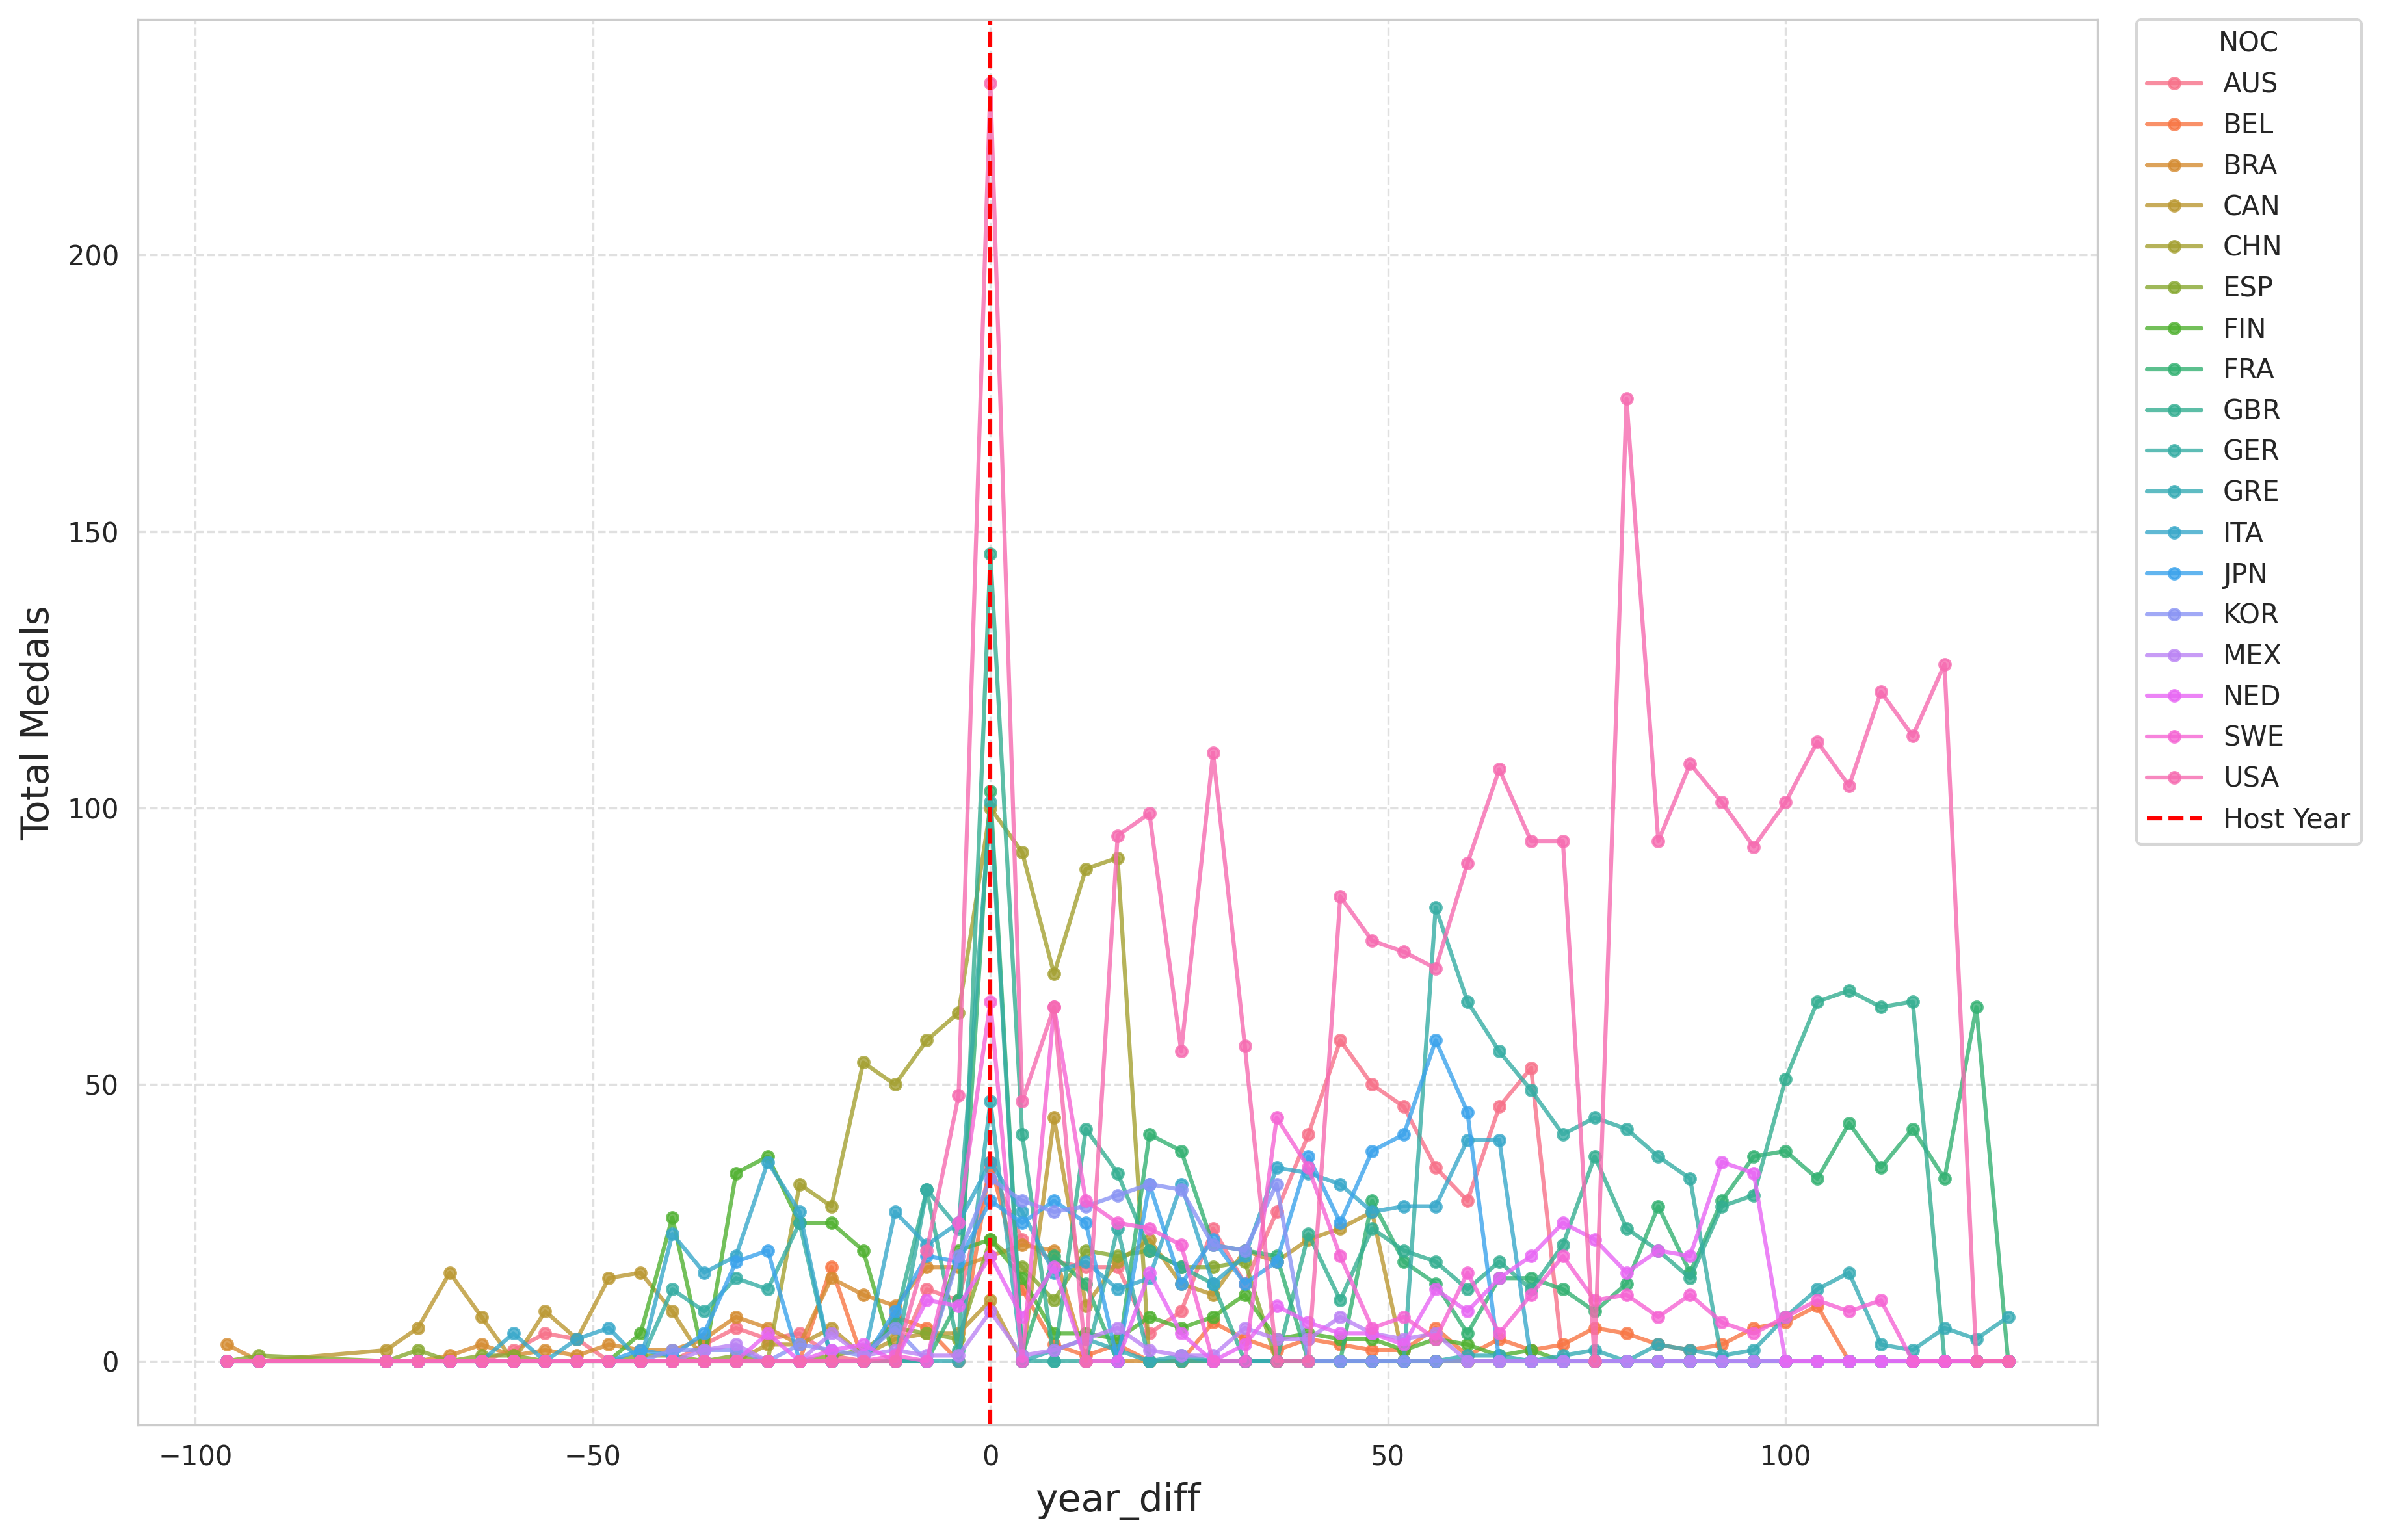 Total Medals
200
150
100
50
0
−100
−50
0
50
100
year_diff
NOC
AUS
BEL
BRA
CAN
CHN
ESP
FIN
FRA
GBR
GER
GRE
ITA
JPN
KOR
MEX
NED
SWE
USA
Host Year